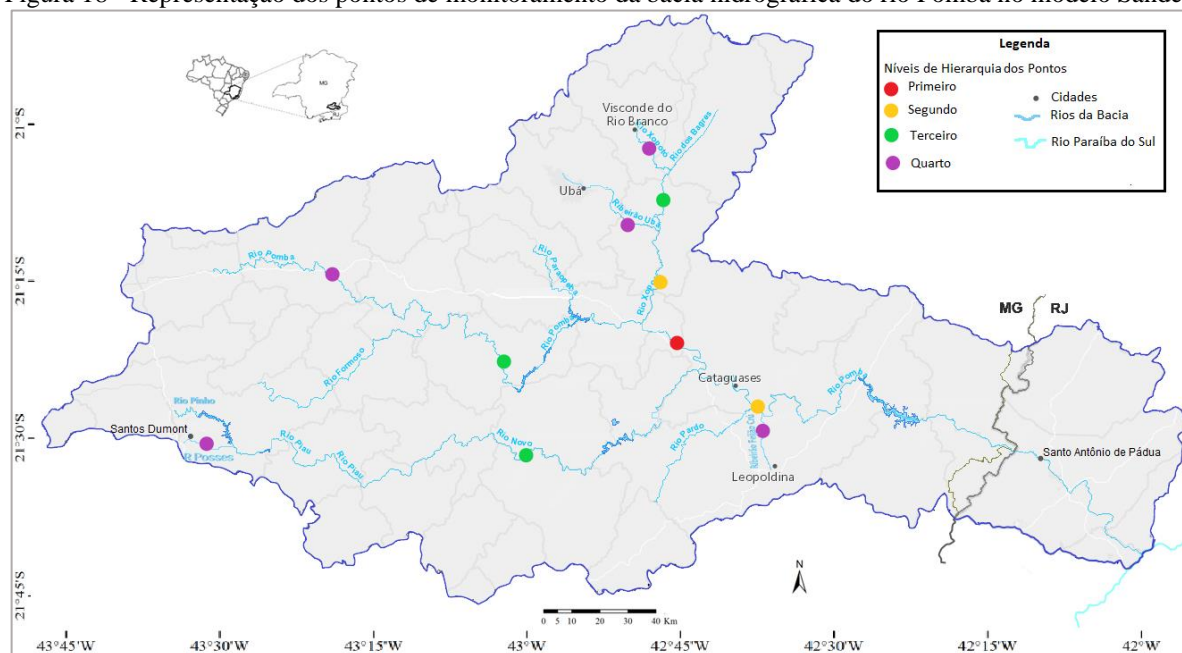 Figura 18 - Representação dos pontos de monitoramento da bacia hidrográfica do rio Pomba no modelo Sande
MG
RJ
Legenda
Níveis de Hierarquia dos Pontos
Primeiro
Segundo
Terceiro
Quarto
Cidades
Rios da Bacia
Rio Paraíba do Sul
Visconde do
Rio Branco
Rio Xopotó
Rio dos Bagres
Ubá
Ribeirão Ubá
Rio Pomba
Rio Paraopeba
Rio Xopo
Rio Pomba
MG
RJ
Rio Formoso
Cataguases
Rio Pomba
Rio Pinho
Santos Dumont
R Posses
Rio Piau
Rio Piau
Rio Novo
Rio Pardo
Leopoldina
Santo Antônio de Pádua
N
0 5 10 20 30 40 Km
21°S
21°15'S
21°30'S
21°45'S
43°45'W
43°30'W
43°15'W
43°W
42°45'W
42°30'W
42°15'W
42°W